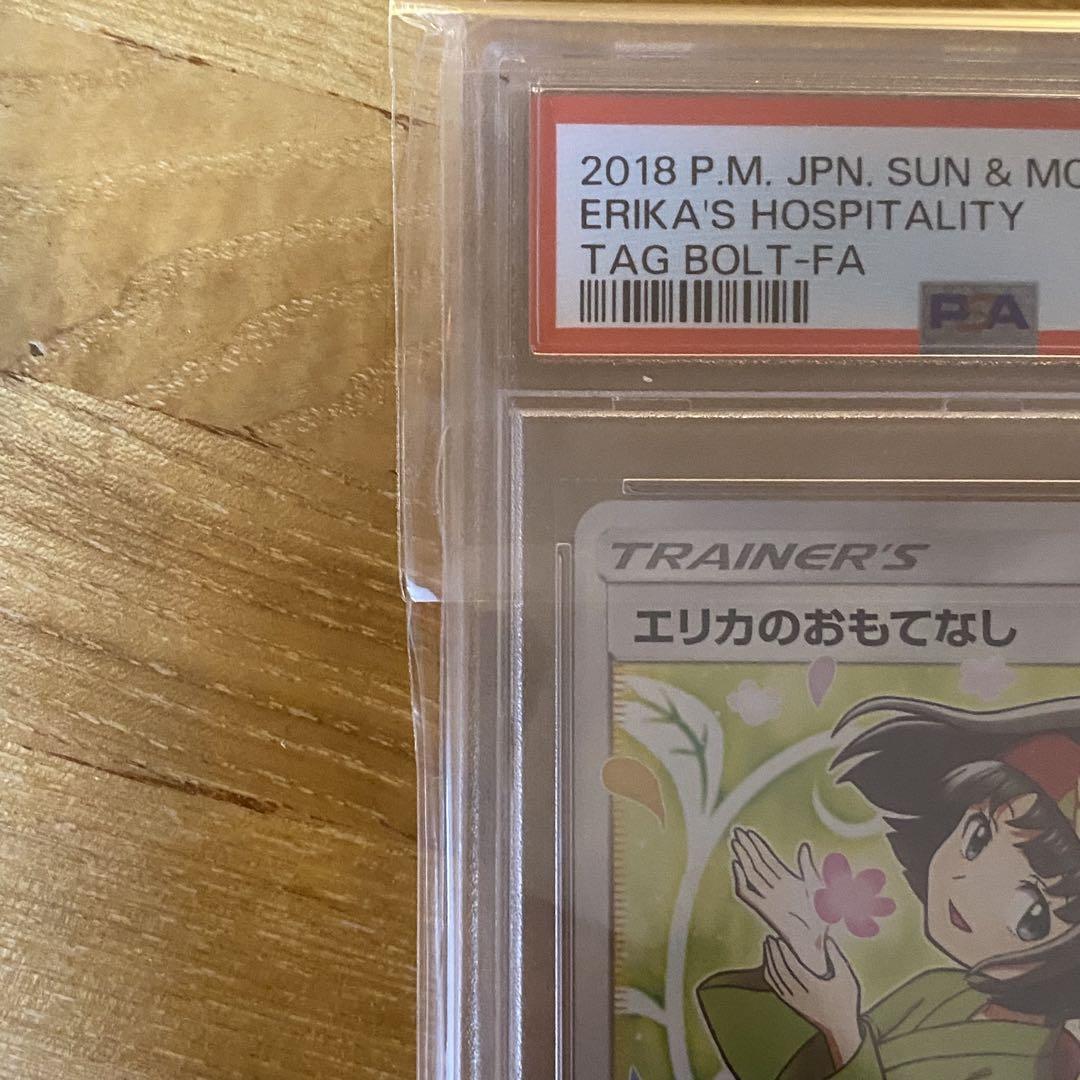 2018 P.M. JPN. SUN & MO
ERIKA'S HOSPITALITY
TAG BOLT-FA
PSA
TRAINER'S
エリカのおもてなし